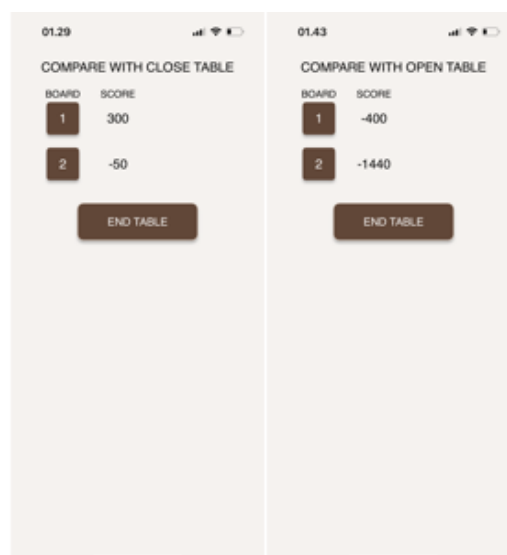 01.29
COMPARE WITH CLOSE TABLE
BOARD SCORE
1 300
2 -50
END TABLE
01.43
COMPARE WITH OPEN TABLE
BOARD SCORE
1 -400
2 -1440
END TABLE